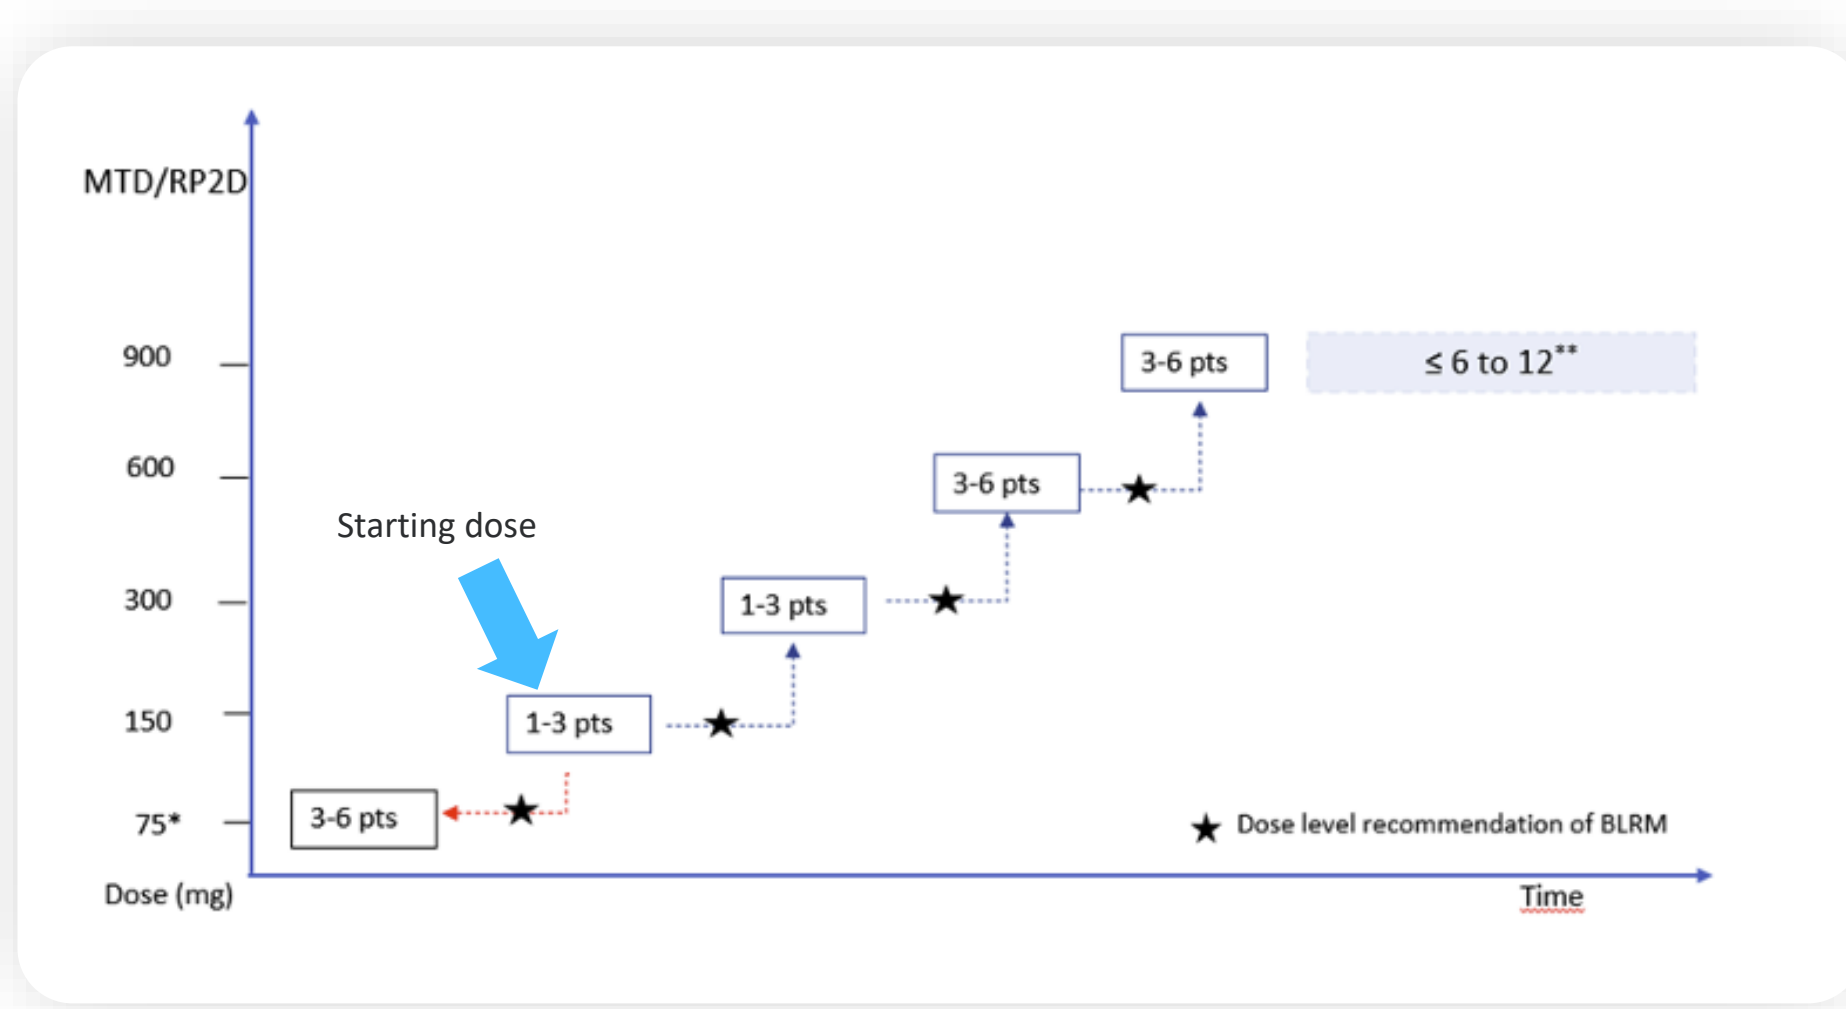 MTD/RP2D
900
3-6 pts
≤ 6 to 12**
600
3-6 pts
Starting dose
300
1-3 pts
150
1-3 pts
75*
3-6 pts
★ Dose level recommendation of BLRM
Dose (mg)
Time